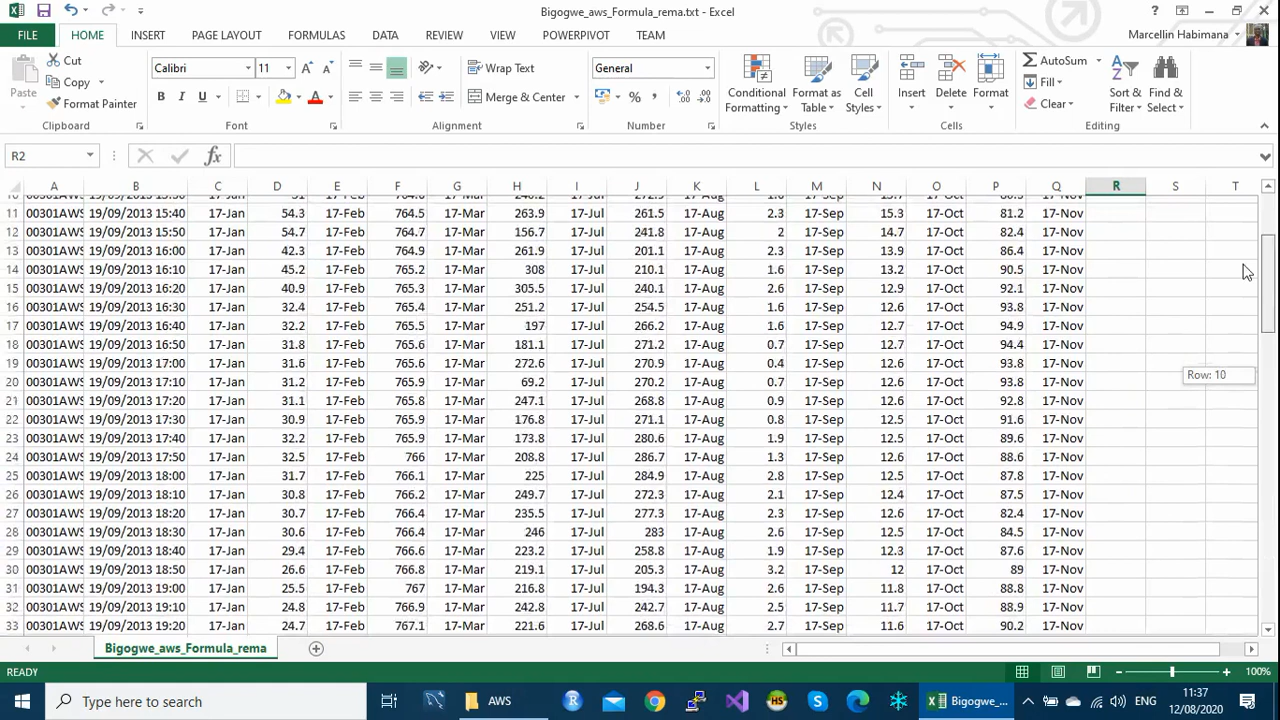 Bigogwe_aws_Formula_rema.txt - Excel
FILE HOME INSERT PAGE LAYOUT FORMULAS DATA REVIEW VIEW POWERPIVOT TEAM Marcellin Habimana
Cut
Copy
Format Painter
Paste
Clipboard
Calibri 11
B I U
Font
Wrap Text
Merge & Center
Alignment
General
%
Number
Conditional Formatting
Format as Table
Cell Styles
Styles
Insert Delete Format
Cells
AutoSum
Fill
Clear
Sort & Filter
Find & Select
Editing
R2 fx
A B C D E F G H I J K L M N O P Q R S T
11 00301AWS 19/09/2013 15:40 17-Jan 54.3 17-Feb 764.5 17-Mar 263.9 17-Jul 261.5 17-Aug 2.3 17-Sep 15.3 17-Oct 81.2 17-Nov
12 00301AWS 19/09/2013 15:50 17-Jan 54.7 17-Feb 764.7 17-Mar 156.7 17-Jul 241.8 17-Aug 2 17-Sep 14.7 17-Oct 82.4 17-Nov
13 00301AWS 19/09/2013 16:00 17-Jan 42.3 17-Feb 764.9 17-Mar 261.9 17-Jul 201.1 17-Aug 2.3 17-Sep 13.9 17-Oct 86.4 17-Nov
14 00301AWS 19/09/2013 16:10 17-Jan 45.2 17-Feb 765.2 17-Mar 308 17-Jul 210.1 17-Aug 1.6 17-Sep 13.2 17-Oct 90.5 17-Nov
15 00301AWS 19/09/2013 16:20 17-Jan 40.9 17-Feb 765.3 17-Mar 305.5 17-Jul 240.1 17-Aug 2.6 17-Sep 12.9 17-Oct 92.1 17-Nov
16 00301AWS 19/09/2013 16:30 17-Jan 32.4 17-Feb 765.4 17-Mar 251.2 17-Jul 254.5 17-Aug 1.6 17-Sep 12.6 17-Oct 93.8 17-Nov
17 00301AWS 19/09/2013 16:40 17-Jan 32.2 17-Feb 765.5 17-Mar 197 17-Jul 266.2 17-Aug 1.6 17-Sep 12.7 17-Oct 94.9 17-Nov
18 00301AWS 19/09/2013 16:50 17-Jan 31.8 17-Feb 765.5 17-Mar 181.1 17-Jul 271.2 17-Aug 0.7 17-Sep 12.7 17-Oct 94.4 17-Nov
19 00301AWS 19/09/2013 17:00 17-Jan 31.6 17-Feb 765.6 17-Mar 272.6 17-Jul 270.9 17-Aug 0.4 17-Sep 12.6 17-Oct 93.8 17-Nov
Row: 10
20 00301AWS 19/09/2013 17:10 17-Jan 31.2 17-Feb 765.9 17-Mar 69.2 17-Jul 270.2 17-Aug 0.7 17-Sep 12.6 17-Oct 93.8 17-Nov
21 00301AWS 19/09/2013 17:20 17-Jan 31.1 17-Feb 765.8 17-Mar 247.1 17-Jul 268.8 17-Aug 0.9 17-Sep 12.6 17-Oct 92.8 17-Nov
22 00301AWS 19/09/2013 17:30 17-Jan 30.9 17-Feb 765.9 17-Mar 176.8 17-Jul 271.1 17-Aug 0.8 17-Sep 12.6 17-Oct 91.6 17-Nov
23 00301AWS 19/09/2013 17:40 17-Jan 32.2 17-Feb 765.9 17-Mar 173.8 17-Jul 280.6 17-Aug 1.9 17-Sep 12.5 17-Oct 89.6 17-Nov
24 00301AWS 19/09/2013 17:50 17-Jan 32.5 17-Feb 766 17-Mar 208.8 17-Jul 286.7 17-Aug 1.3 17-Sep 12.6 17-Oct 88.6 17-Nov
25 00301AWS 19/09/2013 18:00 17-Jan 31.7 17-Feb 766.1 17-Mar 225 17-Jul 284.9 17-Aug 2.8 17-Sep 12.5 17-Oct 87.8 17-Nov
26 00301AWS 19/09/2013 18:10 17-Jan 30.8 17-Feb 766.2 17-Mar 249.7 17-Jul 272.3 17-Aug 2.1 17-Sep 12.4 17-Oct 87.5 17-Nov
27 00301AWS 19/09/2013 18:20 17-Jan 30.7 17-Feb 766.4 17-Mar 235.5 17-Jul 277.3 17-Aug 2.3 17-Sep 12.6 17-Oct 82.4 17-Nov
28 00301AWS 19/09/2013 18:30 17-Jan 30.6 17-Feb 766.4 17-Mar 246 17-Jul 283 17-Aug 2.6 17-Sep 12.5 17-Oct 84.5 17-Nov
29 00301AWS 19/09/2013 18:40 17-Jan 29.4 17-Feb 766.6 17-Mar 223.2 17-Jul 258.8 17-Aug 1.9 17-Sep 12.3 17-Oct 87.6 17-Nov
30 00301AWS 19/09/2013 18:50 17-Jan 26.6 17-Feb 766.8 17-Mar 219.1 17-Jul 205.3 17-Aug 3.2 17-Sep 12 17-Oct 89 17-Nov
31 00301AWS 19/09/2013 19:00 17-Jan 25.5 17-Feb 767 17-Mar 216.8 17-Jul 194.3 17-Aug 2.6 17-Sep 11.8 17-Oct 88.8 17-Nov
32 00301AWS 19/09/2013 19:10 17-Jan 24.8 17-Feb 766.9 17-Mar 242.8 17-Jul 242.7 17-Aug 2.5 17-Sep 11.7 17-Oct 88.9 17-Nov
33 00301AWS 19/09/2013 19:20 17-Jan 24.7 17-Feb 767.1 17-Mar 221.6 17-Jul 268.6 17-Aug 2.7 17-Sep 11.6 17-Oct 90.2 17-Nov
Bigogwe_aws_Formula_rema
READY 100%
Type here to search AWS Bigogwe_... ENG 11:37
12/08/2020